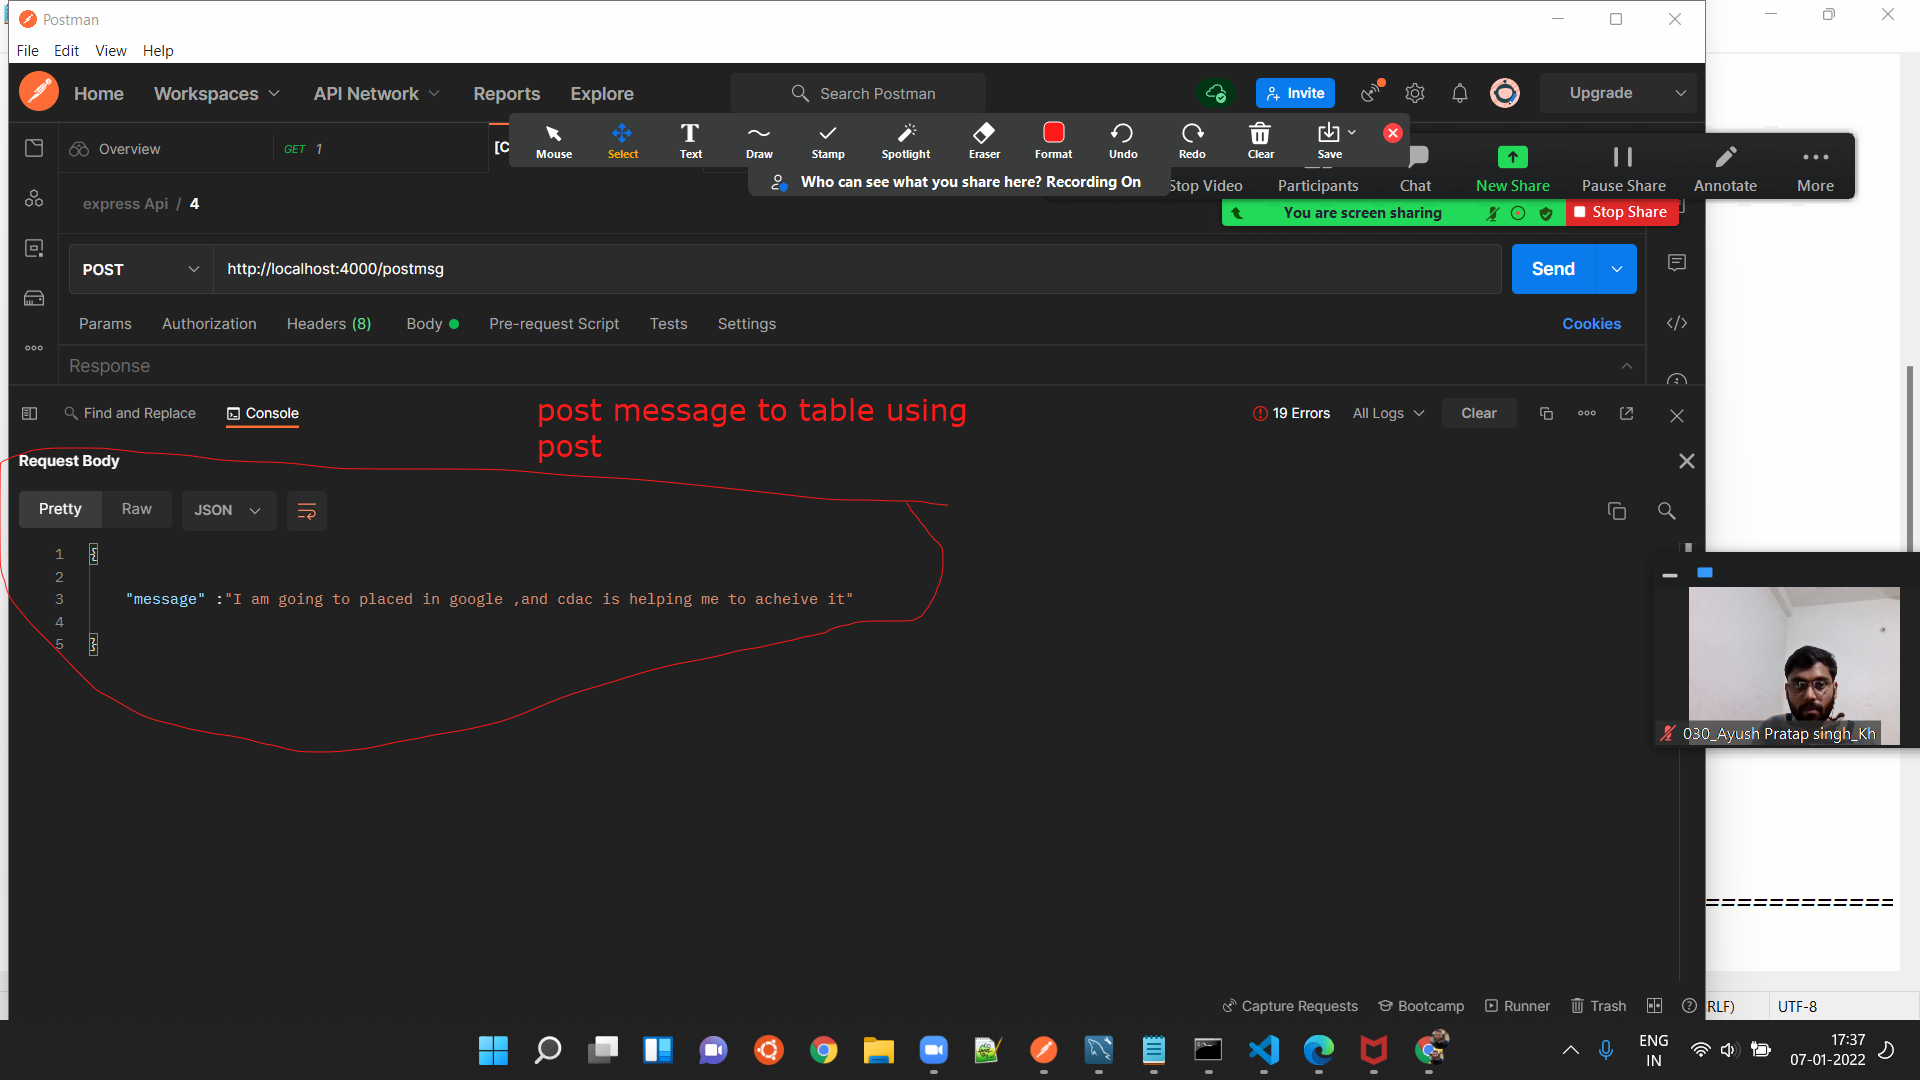 Postman
File Edit View Help
Home Workspaces API Network Reports Explore
Search Postman
Invite
Upgrade
Overview
GET 1
[C
Mouse Select Text Draw Stamp Spotlight Eraser Format Undo Redo Clear Save
Who can see what you share here? Recording On
Stop Video Participants Chat New Share Pause Share Annotate More
express Api / 4
You are screen sharing
Stop Share
POST
http://localhost:4000/postmsg
Send
Params Authorization Headers (8) Body Pre-request Script Tests Settings
Cookies
Response
Find and Replace
Console
post message to table using
post
19 Errors
All Logs
Clear
Request Body
Pretty Raw JSON
1 {
2
3 "message" :"I am going to placed in google ,and cdac is helping me to acheive it"
4
5 }
030_Ayush Pratap singh_Kh
============
Capture Requests Bootcamp Runner Trash
RLF)
UTF-8
ENG
IN
17:37
07-01-2022